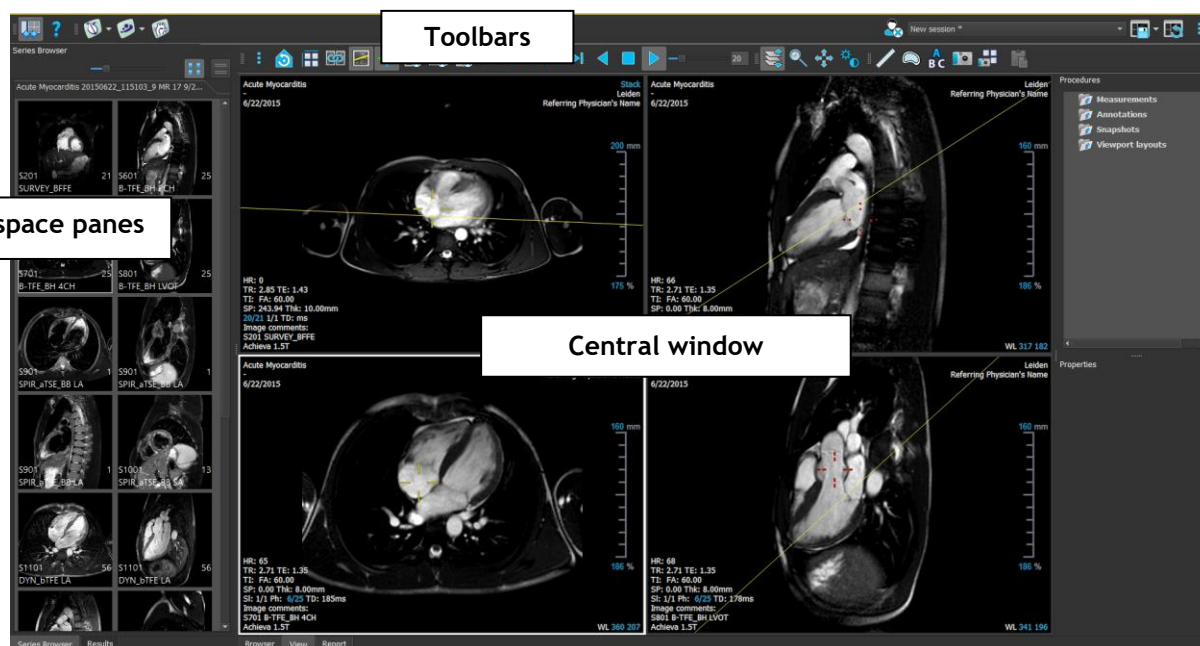 Toolbars
New session *
Series Browser
20
Acute Myocarditis 20150622_115103_9 MR 17 9/2...
S201 21
SURVEY_BFFE
S601 25
space panes
S701 25
B-TFE_BH 4CH
S801 25
B-TFE_BH LVOT
S901 1
SPIR_aTSE_BB LA
S901 1
SPIR_aTSE_BB LA
S901 1
SPIR_aTSE_BB LA
S1001 13
SPIR_aTSE_BB SA
S1101 56
DYN_bTFE LA
S1101 56
DYN_bTFE LA
Series Browser Results
Acute Myocarditis
-
6/22/2015
Stack
Leiden
Referring Physician's Name
200 mm
175 %
HR: 0
TR: 2.85 TE: 1.43
TI: FA: 60.00
SP: 243.94 Thk: 10.00mm
20/21 1/1 TD: ms
Image comments:
S201 SURVEY_BFFE
Achieva 1.5T
Acute Myocarditis
-
6/22/2015
Leiden
Referring Physician's Name
160 mm
186 %
HR: 66
TR: 2.71 TE: 1.35
TI: FA: 60.00
SP: 0.00 Thk: 8.00mm
WL 317 182
Central window
Acute Myocarditis
-
6/22/2015
160 mm
186 %
HR: 65
TR: 2.71 TE: 1.35
TI: FA: 60.00
SP: 0.00 Thk: 8.00mm
Sl: 1/1 Ph: 6/25 TD: 185ms
Image comments:
S701 B-TFE_BH 4CH
Achieva 1.5T
WL 360 207
6/22/2015
Leiden
Referring Physician's Name
160 mm
186 %
HR: 68
TR: 2.71 TE: 1.35
TI: FA: 60.00
SP: 0.00 Thk: 8.00mm
Sl: 1/1 Ph: 6/25 TD: 178ms
Image comments:
S801 B-TFE_BH LVOT
Achieva 1.5T
WL 341 196
Browser View Report
Procedures
Measurements
Annotations
Snapshots
Viewport layouts
Properties